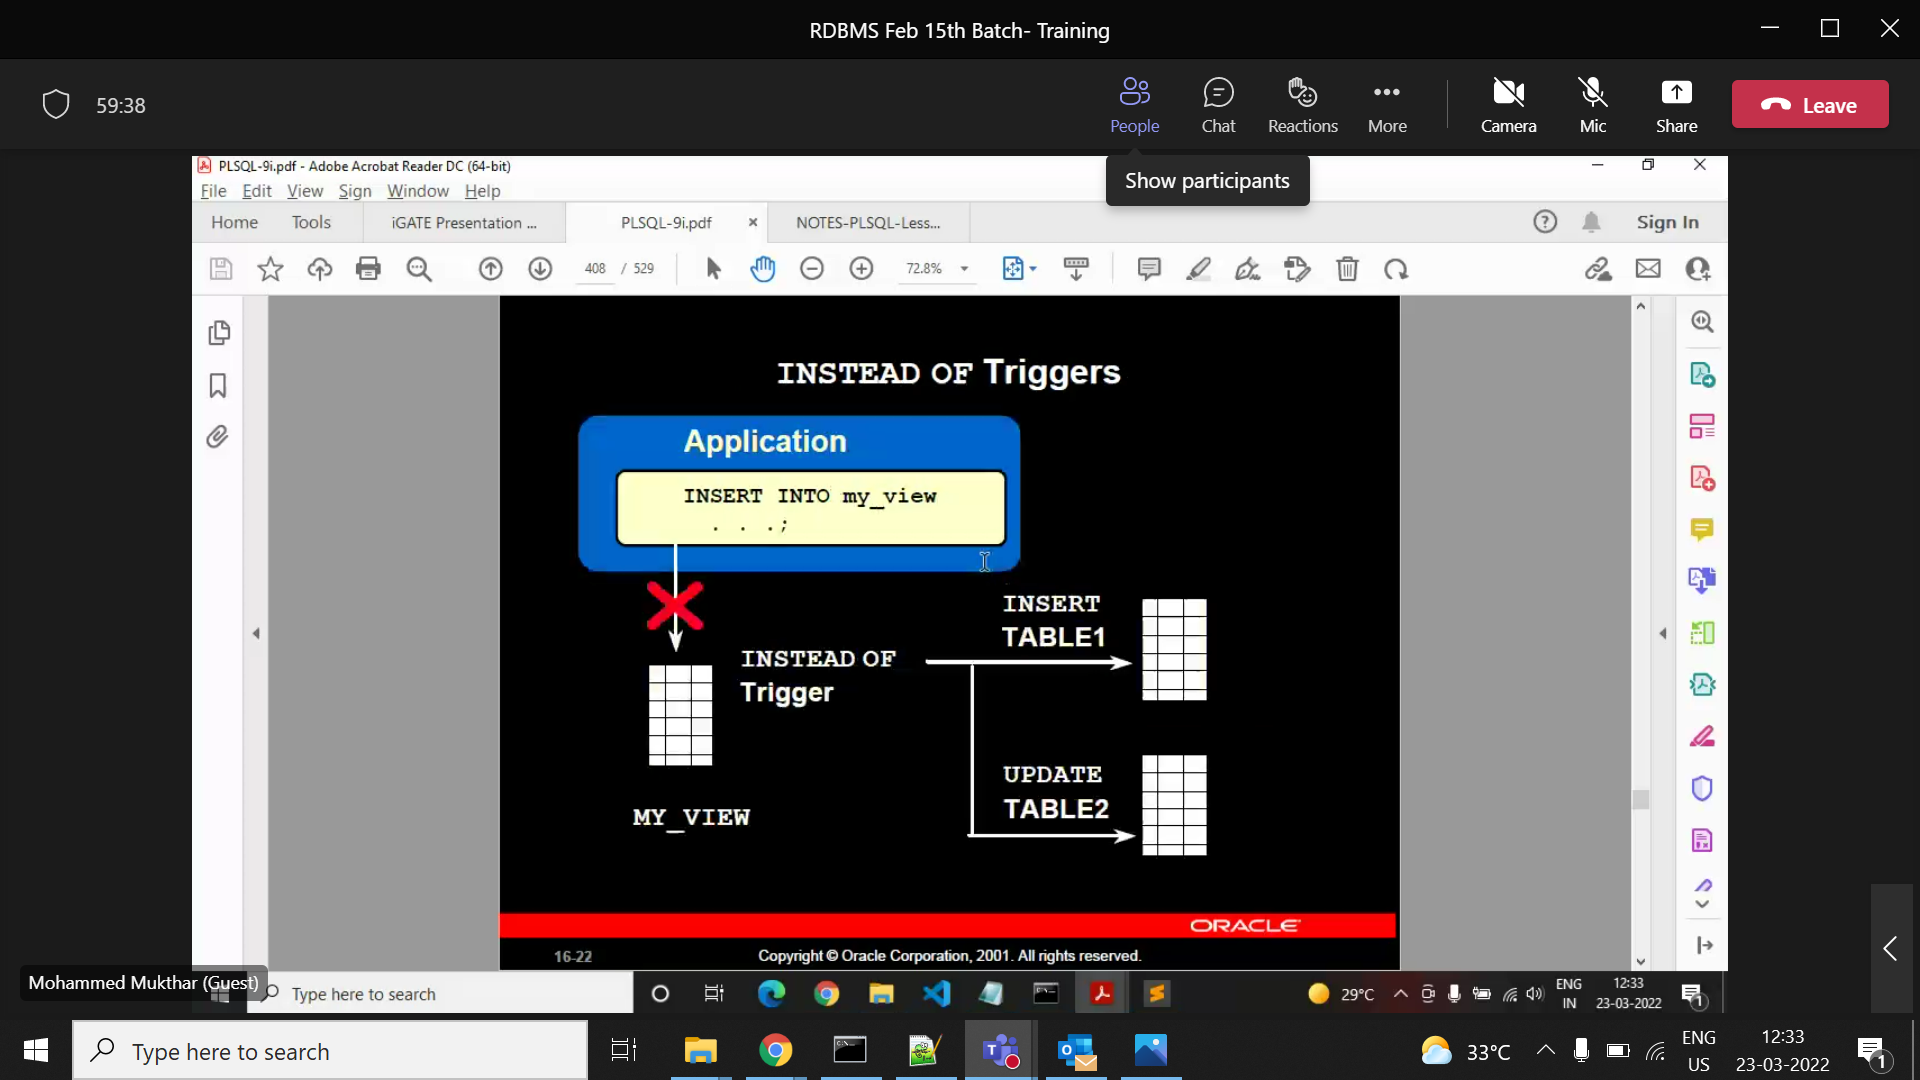 RDBMS Feb 15th Batch- Training
59:38
People
Chat
Reactions
More
Camera
Mic
Share
Leave
Show participants
PLSQL-9i.pdf - Adobe Acrobat Reader DC (64-bit)
File Edit View Sign Window Help
Home Tools iGATE Presentation ... PLSQL-9i.pdf × NOTES-PLSQL-Less... Sign In
408 / 529 72.8%
INSTEAD OF Triggers
Application
INSERT INTO my_view
. . .;
INSERT
TABLE1
INSTEAD OF
Trigger
UPDATE
TABLE2
MY_VIEW
ORACLE
16-22 Copyright © Oracle Corporation, 2001. All rights reserved.
Mohammed Mukthar (Guest)
Type here to search
29°C
ENG
IN
12:33
23-03-2022
1
Type here to search
33°C
ENG
US
12:33
23-03-2022
1